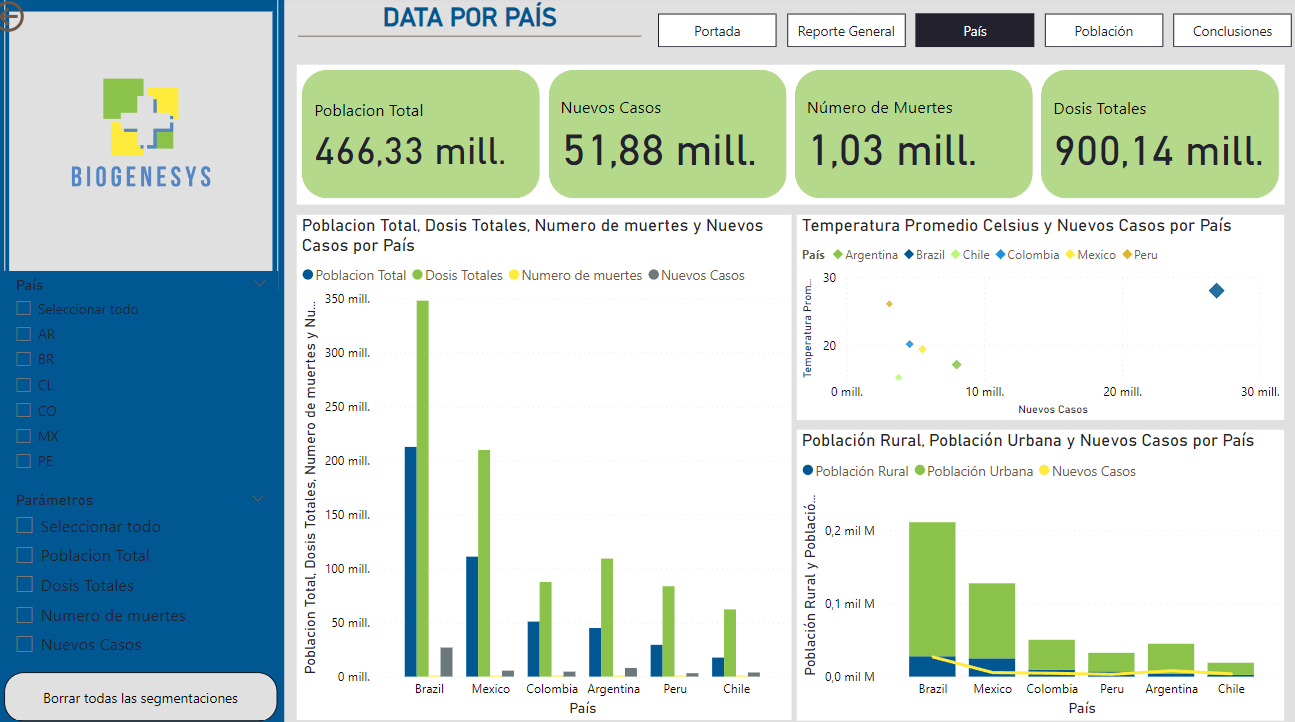 DATA POR PAÍS
Portada
Reporte General
País
Población
Conclusiones
BIOGENESYS
País
Seleccionar todo
AR
BR
CL
CO
MX
PE
Parámetros
Seleccionar todo
Poblacion Total
Dosis Totales
Numero de muertes
Nuevos Casos
Borrar todas las segmentaciones
Poblacion Total
466,33 mill.
Nuevos Casos
51,88 mill.
Número de Muertes
1,03 mill.
Dosis Totales
900,14 mill.
Poblacion Total, Dosis Totales, Numero de muertes y Nuevos
Casos por País
Poblacion Total Dosis Totales Numero de muertes Nuevos Casos
Poblacion Total, Dosis Totales, Numero de muertes y Nu...
350 mill.
300 mill.
250 mill.
200 mill.
150 mill.
100 mill.
50 mill.
0 mill.
Brazil Mexico Colombia Argentina Peru Chile
País
Temperatura Promedio Celsius y Nuevos Casos por País
País Argentina Brazil Chile Colombia Mexico Peru
Temperatura Prom...
30
20
0 mill. 10 mill. 20 mill. 30 mill.
Nuevos Casos
Población Rural, Población Urbana y Nuevos Casos por País
Población Rural Población Urbana Nuevos Casos
Población Rural y Població...
0,2 mil M
0,1 mil M
0,0 mil M
Brazil Mexico Colombia Peru Argentina Chile
País